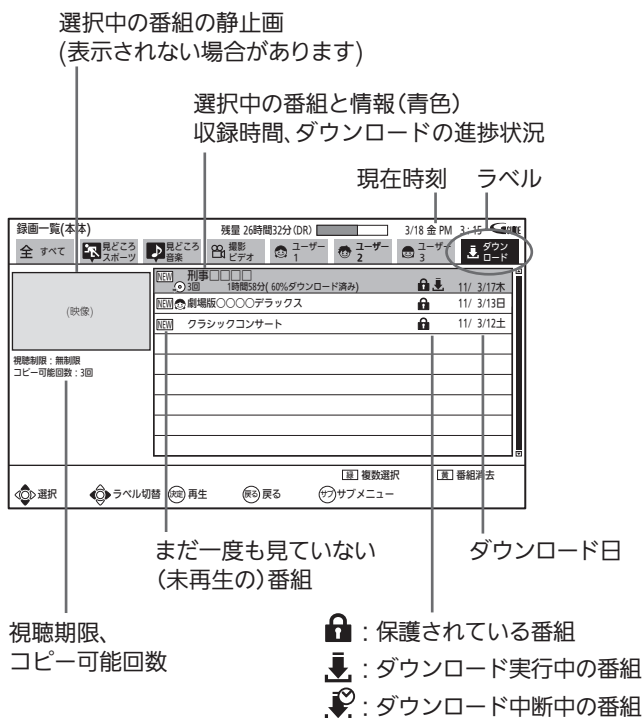 選択中の番組の静止画
(表示されない場合があります)
選択中の番組と情報(青色)
収録時間、ダウンロードの進捗状況
現在時刻 ラベル
録画一覧(本体) 残量 26時間32分(DR) 3/18 金 PM 3:15
全 すべて 見どころ スポーツ 見どころ 音楽 撮影 ビデオ ユーザー 1 ユーザー 2 ユーザー 3 ダウン ロード
(映像)
NEW 刑事□□□□
3回 1時間58分( 60%ダウンロード済み) 11/ 3/17木
NEW 劇場版○○○○デラックス 11/ 3/13日
NEW クラシックコンサート 11/ 3/12土
視聴制限:無制限
コピー可能回数:3回
緑 複数選択 黄 番組消去
選択 ラベル切替 決定 再生 戻る 戻る サブ サブメニュー
まだ一度も見ていない
(未再生の)番組
ダウンロード日
視聴期限、
コピー可能回数
:保護されている番組
:ダウンロード実行中の番組
:ダウンロード中断中の番組